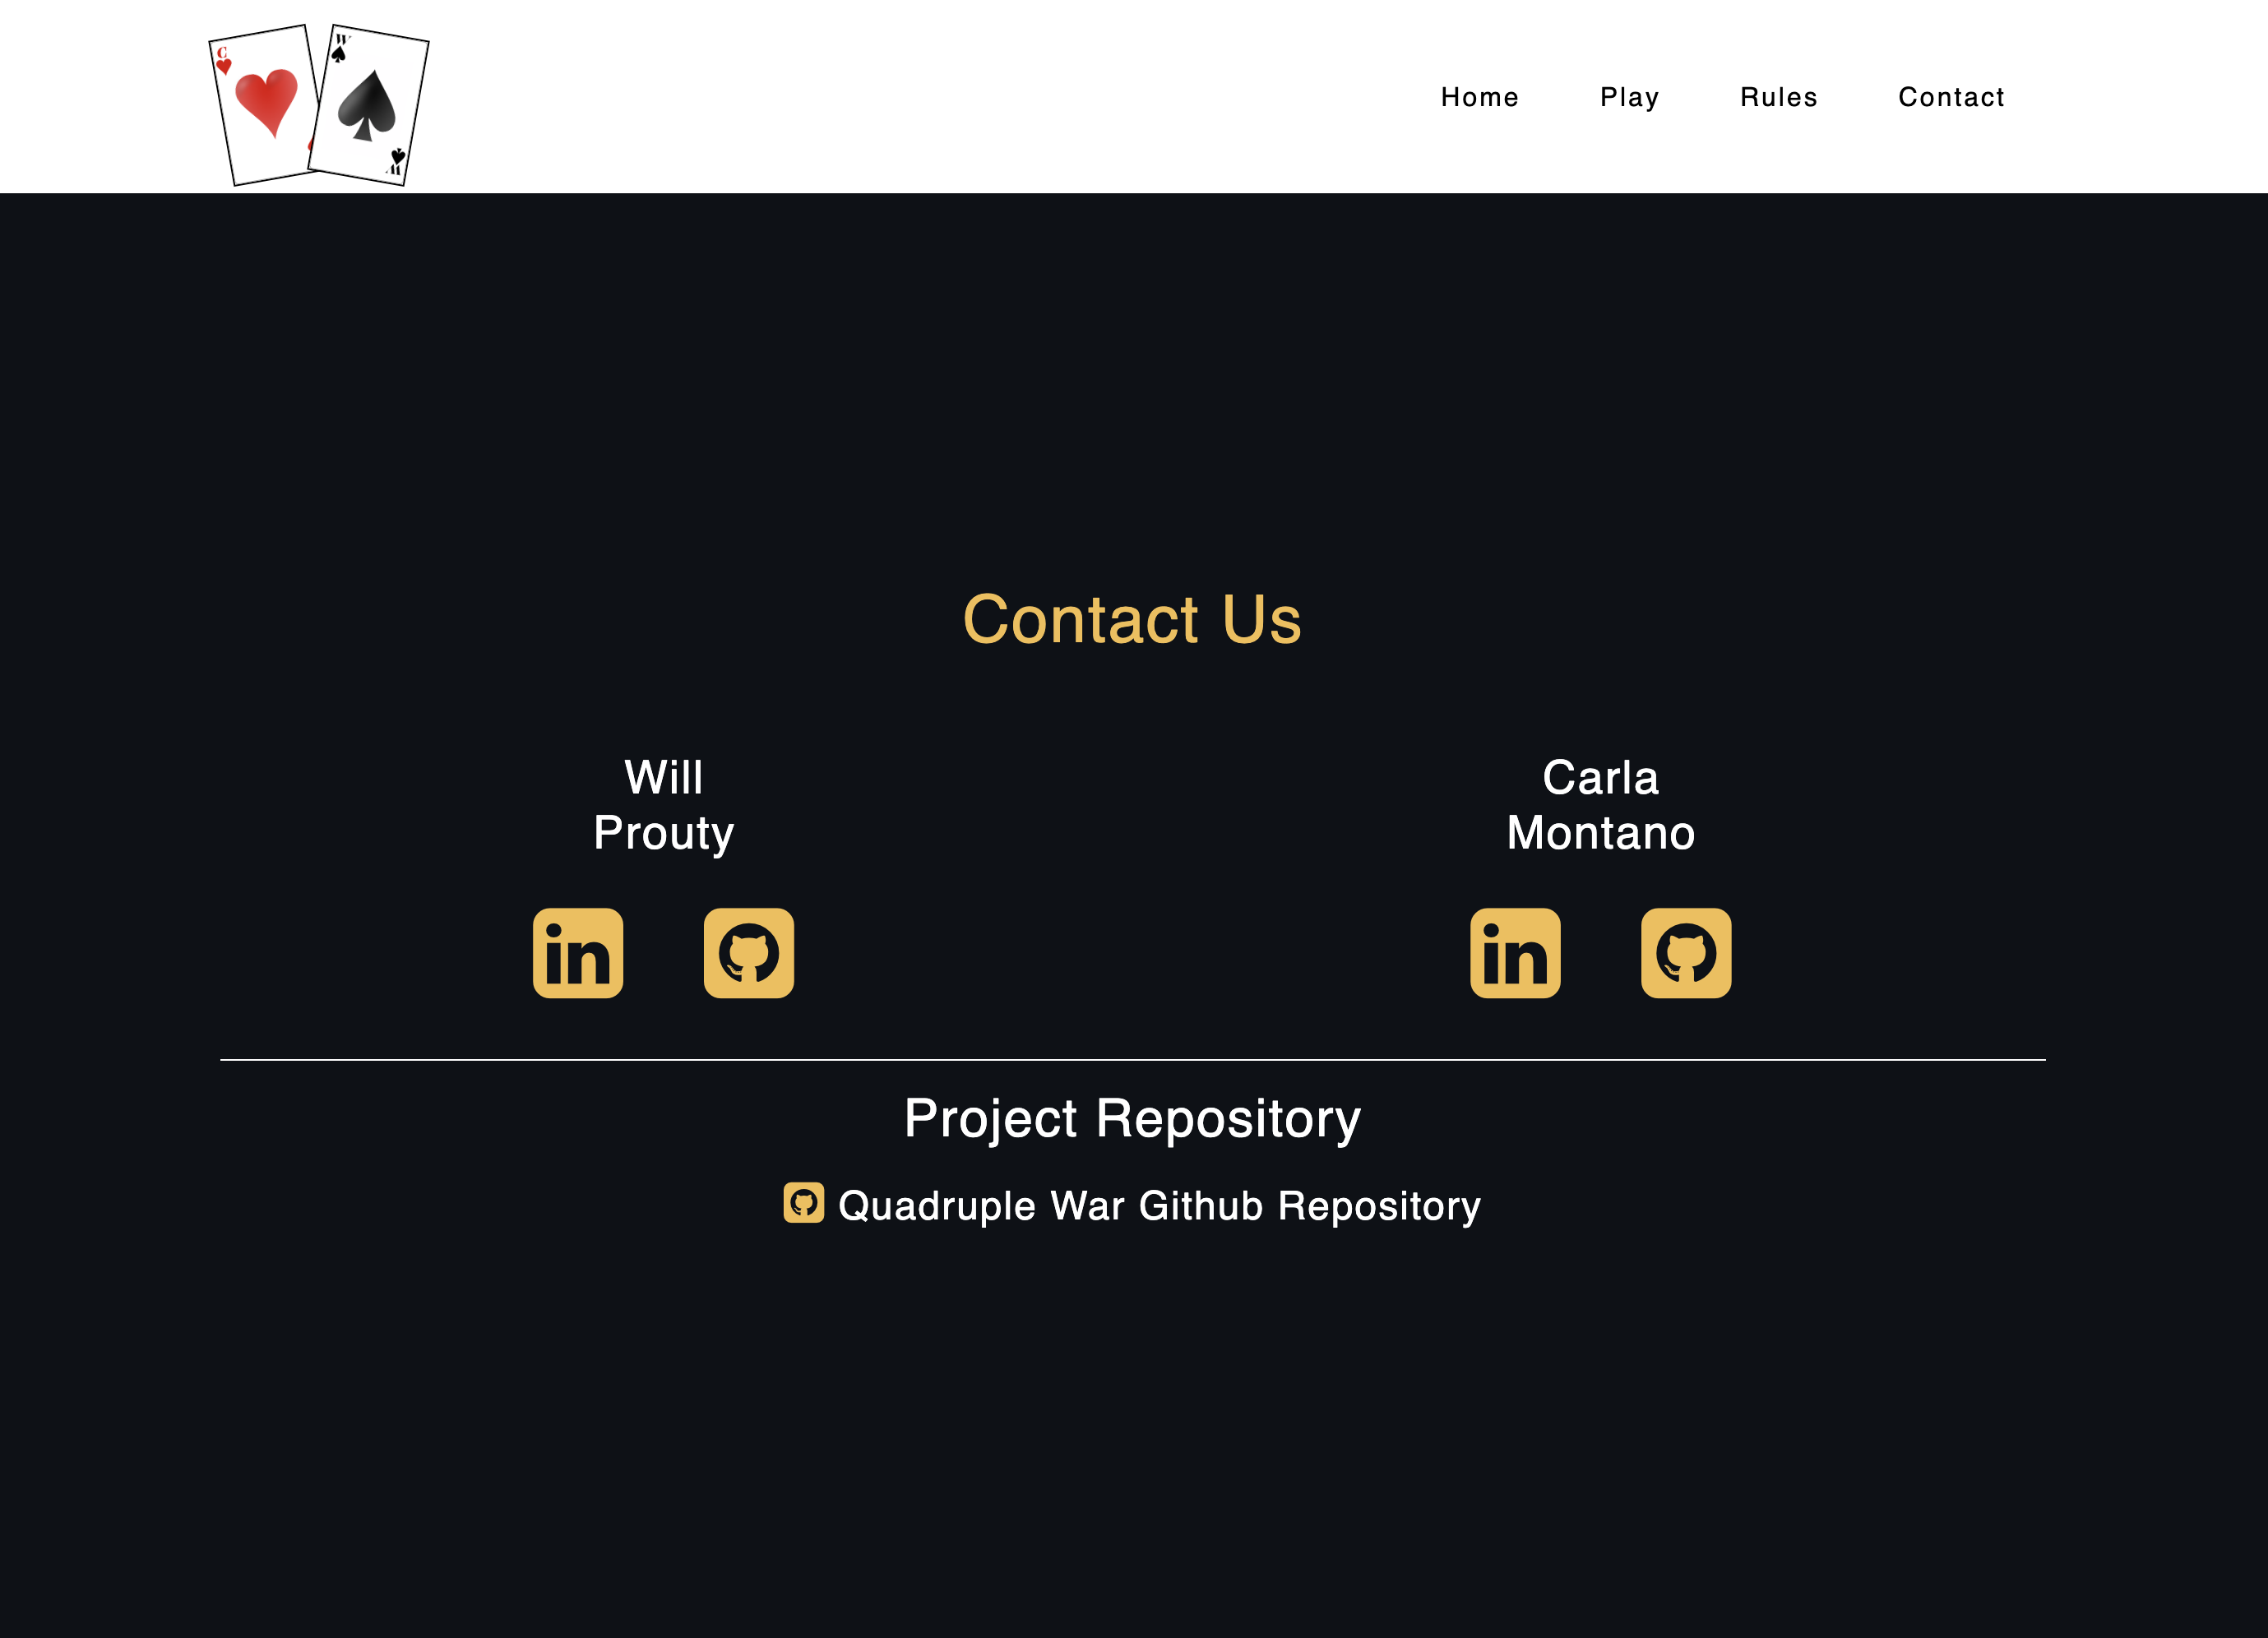 C
W
W
Home Play Rules Contact
Contact Us
Will
Prouty
Carla
Montano
in
in
Project Repository
Quadruple War Github Repository